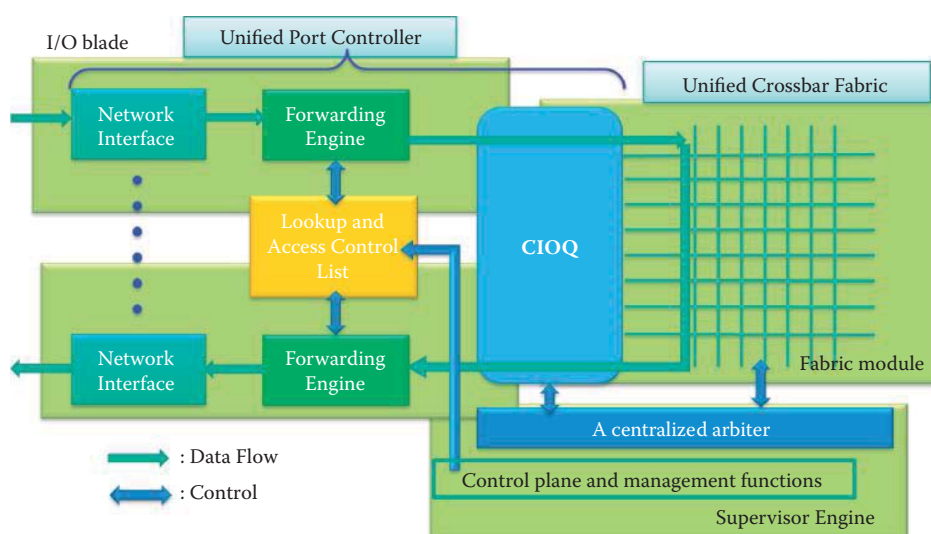 I/O blade
Unified Port Controller
Unified Crossbar Fabric
Network
Interface
Forwarding
Engine
Lookup and
Access Control
List
CIOQ
Network
Interface
Forwarding
Engine
Fabric module
A centralized arbiter
: Data Flow
: Control
Control plane and management functions
Supervisor Engine